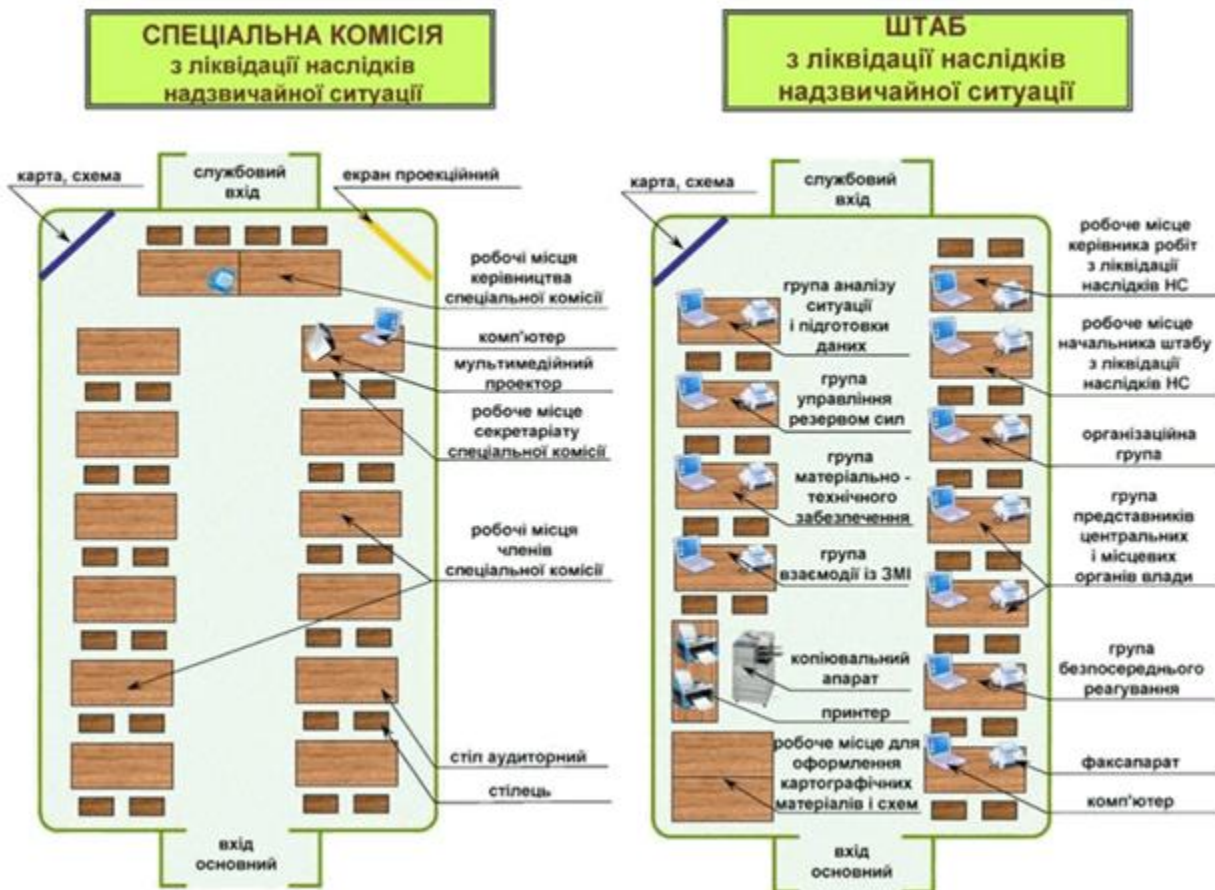 СПЕЦІАЛЬНА КОМІСІЯ
з ліквідації наслідків
надзвичайної ситуації
службовий
вхід
карта, схема
екран проекційний
робочі місця
керівництва
спеціальної комісії
комп'ютер
мультимедійний
проектор
робоче місце
секретаріату
спеціальної комісії
робочі місця
членів
спеціальної комісії
стіл аудиторний
стілець
вхід
основний
ШТАБ
з ліквідації наслідків
надзвичайної ситуації
службовий
вхід
карта, схема
група аналізу
ситуації
і підготовки
даних
група
управління
резервом сил
група
матеріально -
технічного
забезпечення
група
взаємодії із ЗМІ
копіювальний
апарат
принтер
робоче місце для
оформлення
картографічних
матеріалів і схем
робоче місце
керівника робіт
з ліквідації
наслідків НС
робоче місце
начальника штабу
з ліквідації
наслідків НС
організаційна
група
група
представників
центральних
і місцевих
органів влади
група
безпосереднього
реагування
факсапарат
комп'ютер
вхід
основний